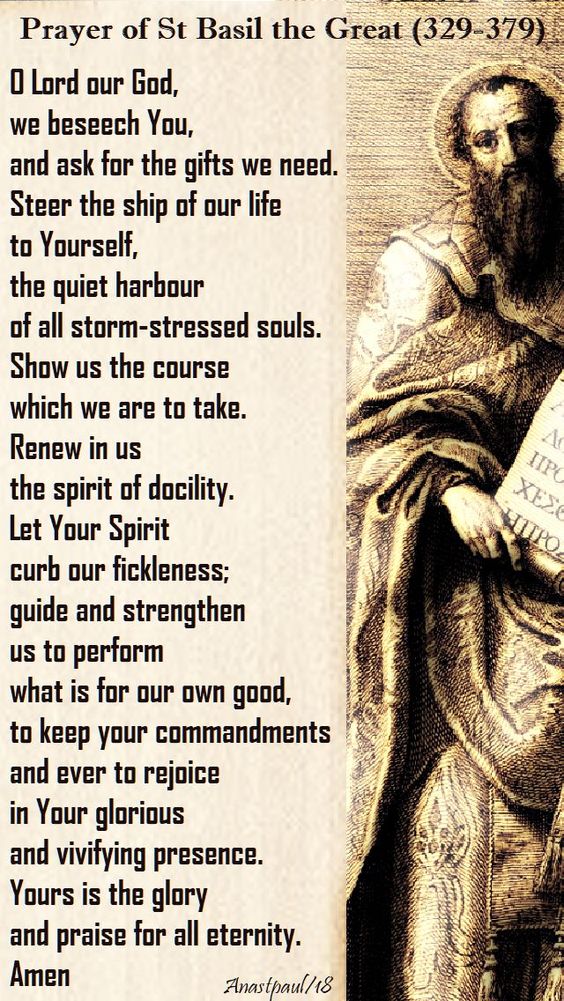 Prayer of St Basil the Great (329-379)
O Lord our God,
we beseech You,
and ask for the gifts we need.
Steer the ship of our life
to Yourself,
the quiet harbour
of all storm-stressed souls.
Show us the course
which we are to take.
Renew in us
the spirit of docility.
Let Your Spirit
curb our fickleness;
guide and strengthen
us to perform
what is for our own good,
to keep your commandments
and ever to rejoice
in Your glorious
and vivifying presence.
Yours is the glory
and praise for all eternity.
Amen
Anastpaul/18
ΠΡΟ
ΧΕΣΘ